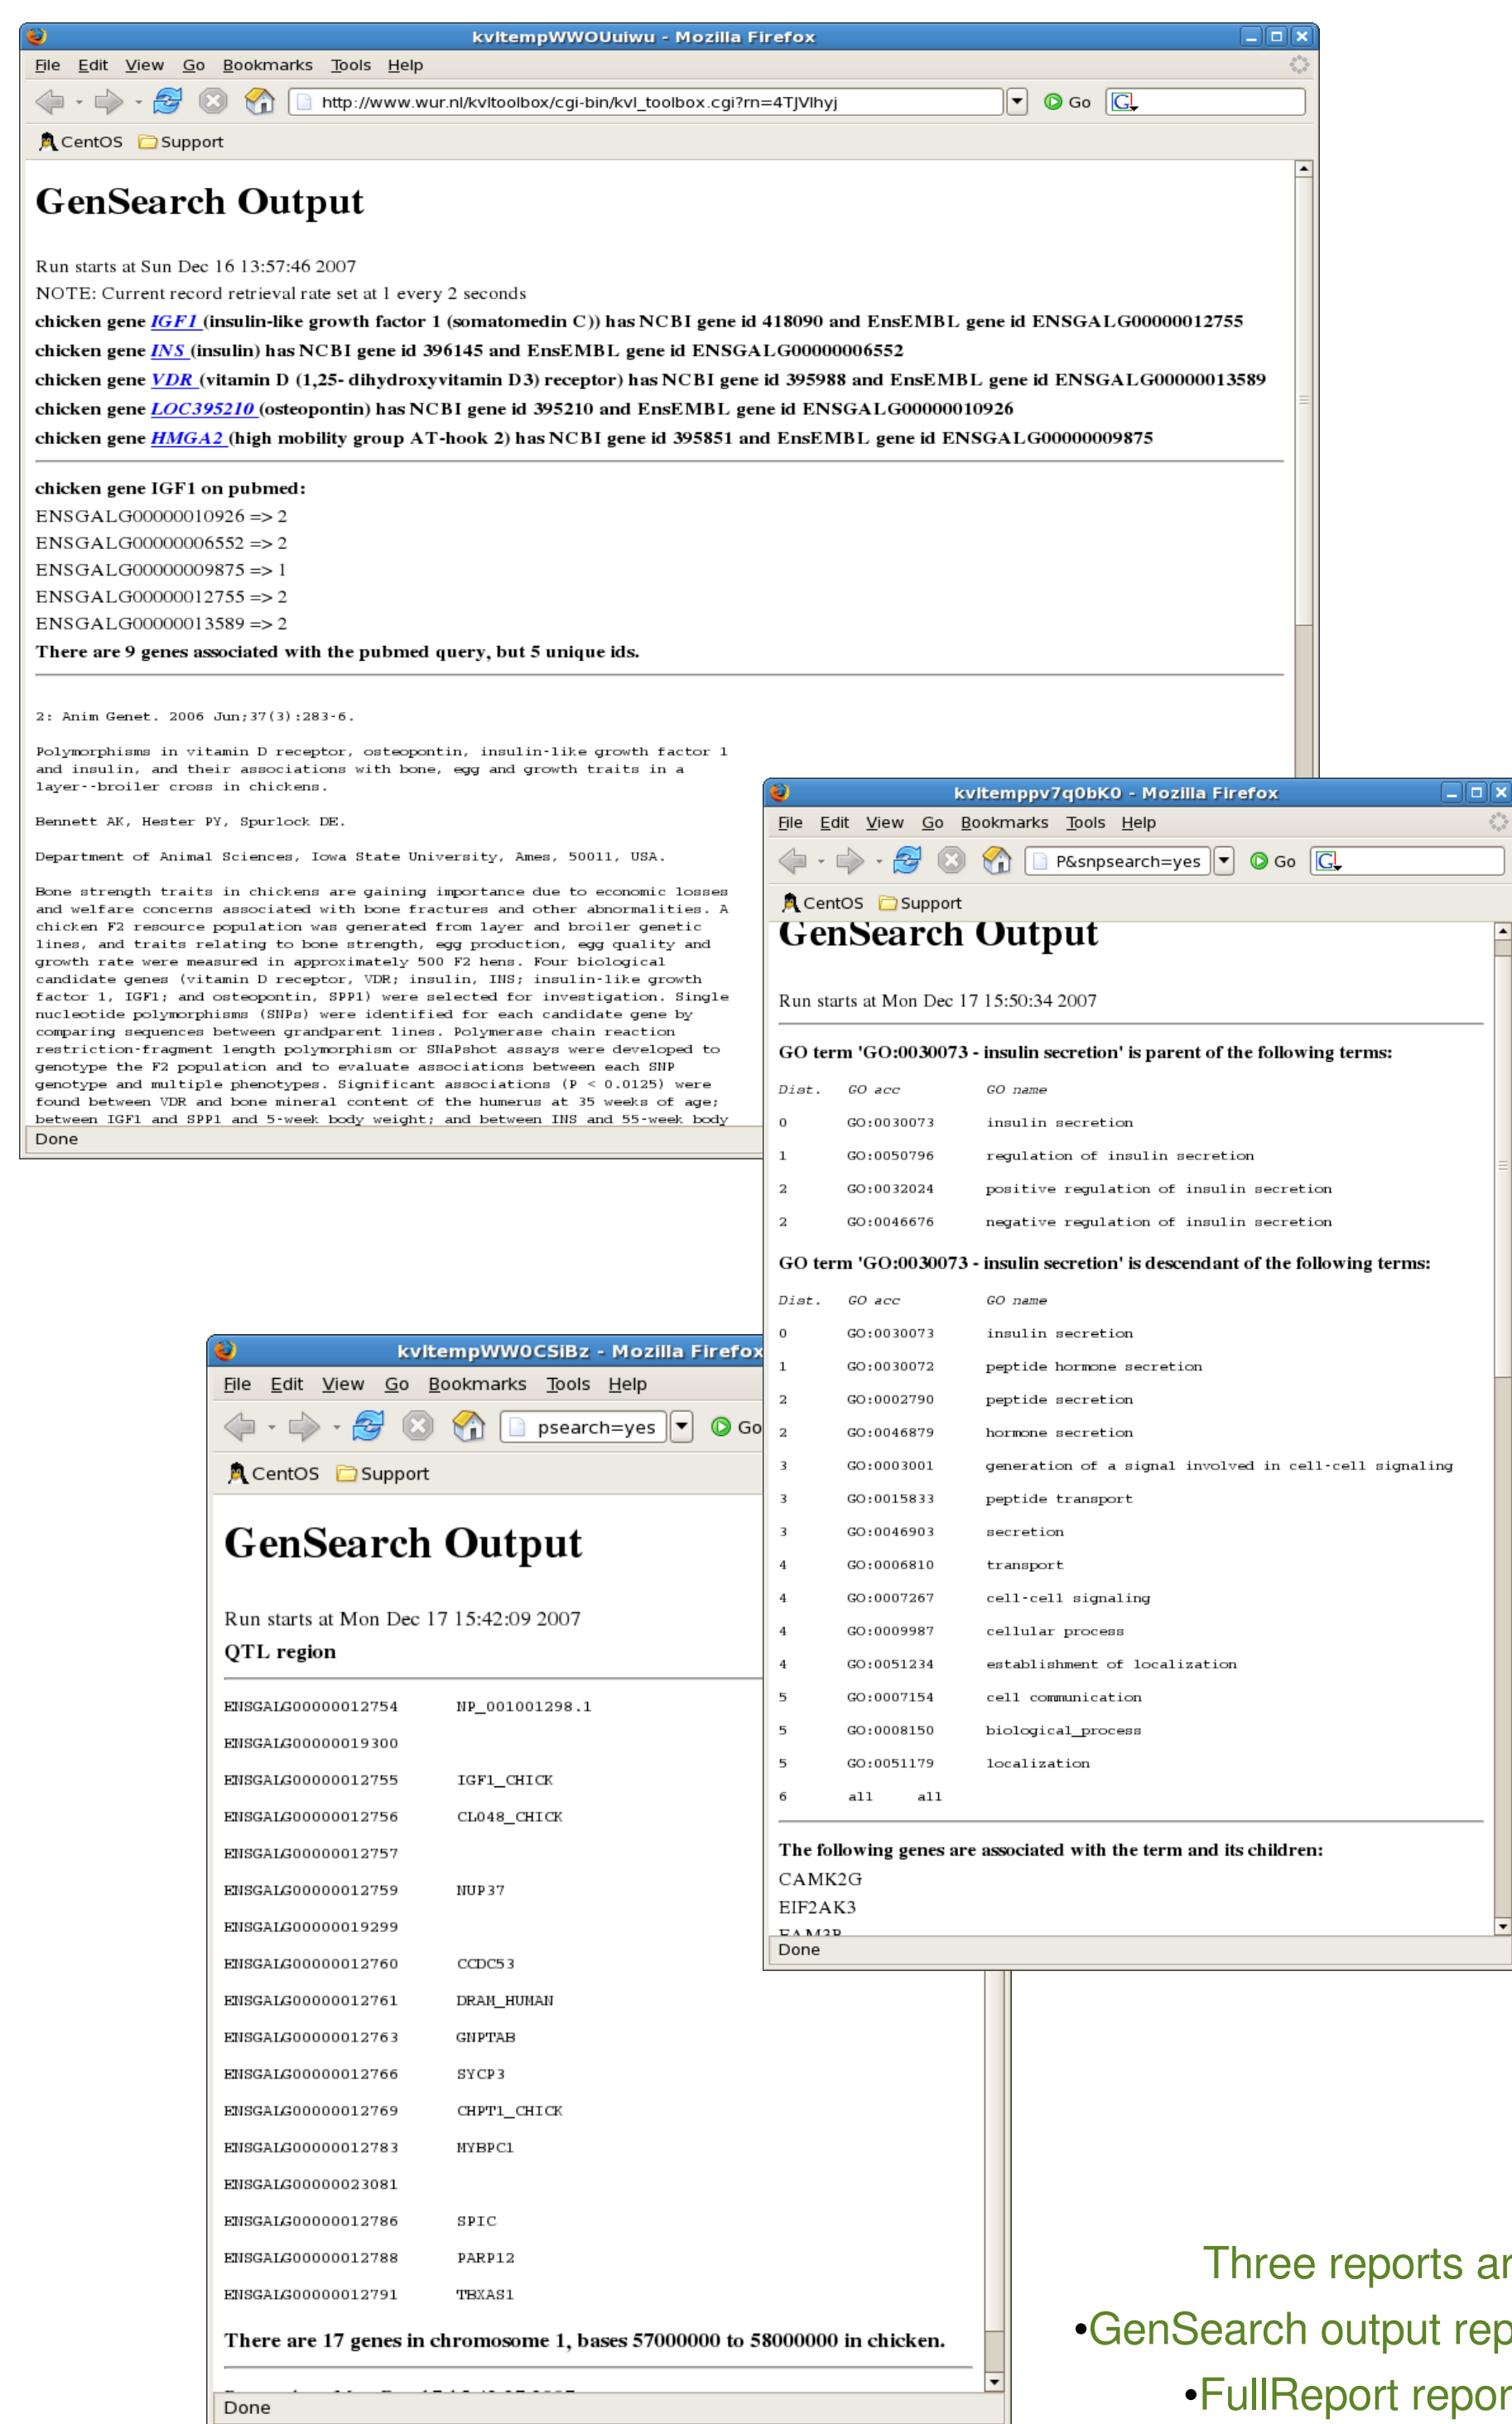 kvltempWWOUuiwu - Mozilla Firefox
File Edit View Go Bookmarks Tools Help
http://www.wur.nl/kvltoolbox/cgi-bin/kvl_toolbox.cgi?rn=4TJVlhyj Go
CentOS Support
GenSearch Output
Run starts at Sun Dec 16 13:57:46 2007
NOTE: Current record retrieval rate set at 1 every 2 seconds
chicken gene IGF1 (insulin-like growth factor 1 (somatomedin C)) has NCBI gene id 418090 and EnsEMBL gene id ENSGALG00000012755
chicken gene INS (insulin) has NCBI gene id 396145 and EnsEMBL gene id ENSGALG00000006552
chicken gene VDR (vitamin D (1,25- dihydroxyvitamin D3) receptor) has NCBI gene id 395988 and EnsEMBL gene id ENSGALG00000013589
chicken gene LOC395210 (osteopontin) has NCBI gene id 395210 and EnsEMBL gene id ENSGALG00000010926
chicken gene HMGA2 (high mobility group AT-hook 2) has NCBI gene id 395851 and EnsEMBL gene id ENSGALG00000009875
chicken gene IGF1 on pubmed:
ENSGALG00000010926 => 2
ENSGALG00000006552 => 2
ENSGALG00000009875 => 1
ENSGALG00000012755 => 2
ENSGALG00000013589 => 2
There are 9 genes associated with the pubmed query, but 5 unique ids.
2: Anim Genet. 2006 Jun;37(3):283-6.
Polymorphisms in vitamin D receptor, osteopontin, insulin-like growth factor 1
and insulin, and their associations with bone, egg and growth traits in a
layer--broiler cross in chickens.
Bennett AK, Hester PY, Spurlock DE.
Department of Animal Sciences, Iowa State University, Ames, 50011, USA.
Bone strength traits in chickens are gaining importance due to economic losses
and welfare concerns associated with bone fractures and other abnormalities. A
chicken F2 resource population was generated from layer and broiler genetic
lines, and traits relating to bone strength, egg production, egg quality and
growth rate were measured in approximately 500 F2 hens. Four biological
candidate genes (vitamin D receptor, VDR; insulin, INS; insulin-like growth
factor 1, IGF1; and osteopontin, SPP1) were selected for investigation. Single
nucleotide polymorphisms (SNPs) were identified for each candidate gene by
comparing sequences between grandparent lines. Polymerase chain reaction
restriction-fragment length polymorphism or SNaPshot assays were developed to
genotype the F2 population and to evaluate associations between each SNP
genotype and multiple phenotypes. Significant associations (P < 0.0125) were
found between VDR and bone mineral content of the humerus at 35 weeks of age;
between IGF1 and SPP1 and 5-week body weight; and between INS and 55-week body
Done
kvltemppv7q0bK0 - Mozilla Firefox
File Edit View Go Bookmarks Tools Help
P&snpsearch=yes Go
CentOS Support
GenSearch Output
Run starts at Mon Dec 17 15:50:34 2007
GO term 'GO:0030073 - insulin secretion' is parent of the following terms:
Dist. GO acc GO name
0 GO:0030073 insulin secretion
1 GO:0050796 regulation of insulin secretion
2 GO:0032024 positive regulation of insulin secretion
2 GO:0046676 negative regulation of insulin secretion
GO term 'GO:0030073 - insulin secretion' is descendant of the following terms:
Dist. GO acc GO name
0 GO:0030073 insulin secretion
1 GO:0030072 peptide hormone secretion
2 GO:0002790 peptide secretion
2 GO:0046879 hormone secretion
3 GO:0003001 generation of a signal involved in cell-cell signaling
3 GO:0015833 peptide transport
3 GO:0046903 secretion
4 GO:0006810 transport
4 GO:0007267 cell-cell signaling
4 GO:0009987 cellular process
4 GO:0051234 establishment of localization
5 GO:0007154 cell communication
5 GO:0008150 biological_process
5 GO:0051179 localization
6 all all
The following genes are associated with the term and its children:
CAMK2G
EIF2AK3
FAM3B
Done
kvltempWW0CSiBz - Mozilla Firefox
File Edit View Go Bookmarks Tools Help
psearch=yes Go
CentOS Support
GenSearch Output
Run starts at Mon Dec 17 15:42:09 2007
QTL region
ENSGALG00000012754 NP_001001298.1
ENSGALG00000019300
ENSGALG00000012755 IGF1_CHICK
ENSGALG00000012756 CL048_CHICK
ENSGALG00000012757
ENSGALG00000012759 NUP37
ENSGALG00000019299
ENSGALG00000012760 CCDC53
ENSGALG00000012761 DRAM_HUMAN
ENSGALG00000012763 GNPTAB
ENSGALG00000012766 SYCP3
ENSGALG00000012769 CHPT1_CHICK
ENSGALG00000012783 MYBPC1
ENSGALG00000023081
ENSGALG00000012786 SPIC
ENSGALG00000012788 PARP12
ENSGALG00000012791 TBXAS1
There are 17 genes in chromosome 1, bases 57000000 to 58000000 in chicken.
Done
Three reports ar
•GenSearch output rep
•FullReport repor